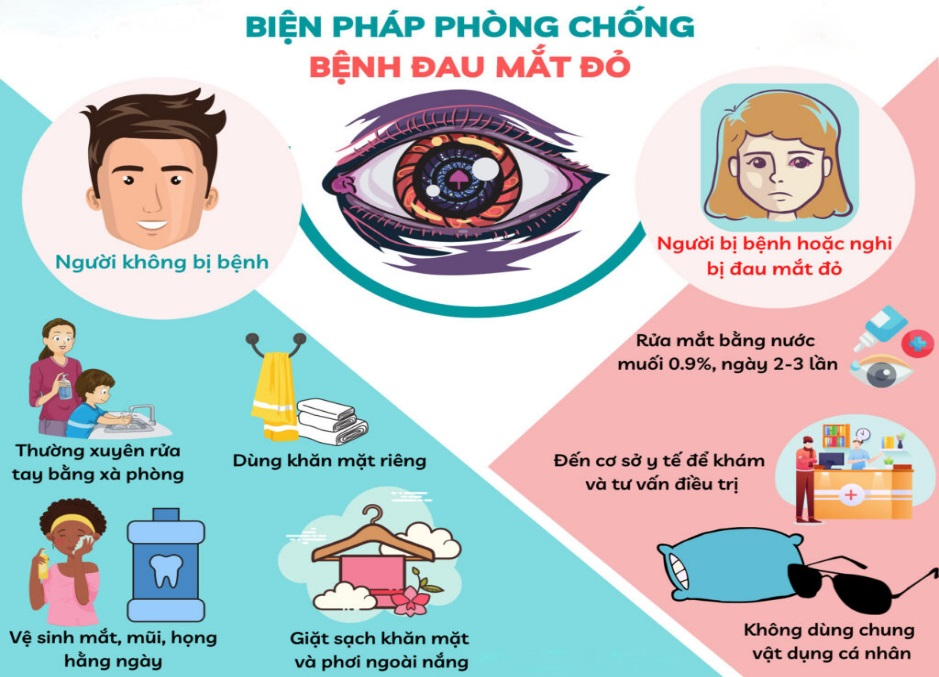 BIỆN PHÁP PHÒNG CHỐNG
BỆNH ĐAU MẮT ĐỎ
Người không bị bệnh
Thường xuyên rửa
tay bằng xà phòng
Dùng khăn mặt riêng
Vệ sinh mắt, mũi, họng
hằng ngày
Giặt sạch khăn mặt
và phơi ngoài nắng
Người bị bệnh hoặc nghi
bị đau mắt đỏ
Rửa mắt bằng nước
muối 0.9%, ngày 2-3 lần
Đến cơ sở y tế để khám
và tư vấn điều trị
Không dùng chung
vật dụng cá nhân